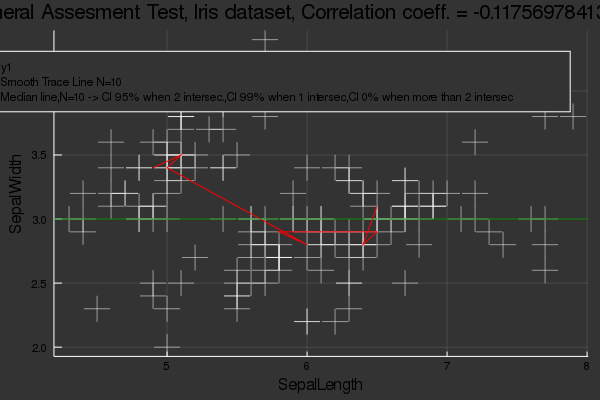 neral Assesment Test, Iris dataset, Correlation coeff. = -0.1175697841
y1
Smooth Trace Line N=10
Median line,N=10 -> CI 95% when 2 intersec.,CI 99% when 1 intersec,CI 0% when more than 2 intersec
3.5
3.0
2.5
2.0
SepalWidth
5
6
7
8
SepalLength